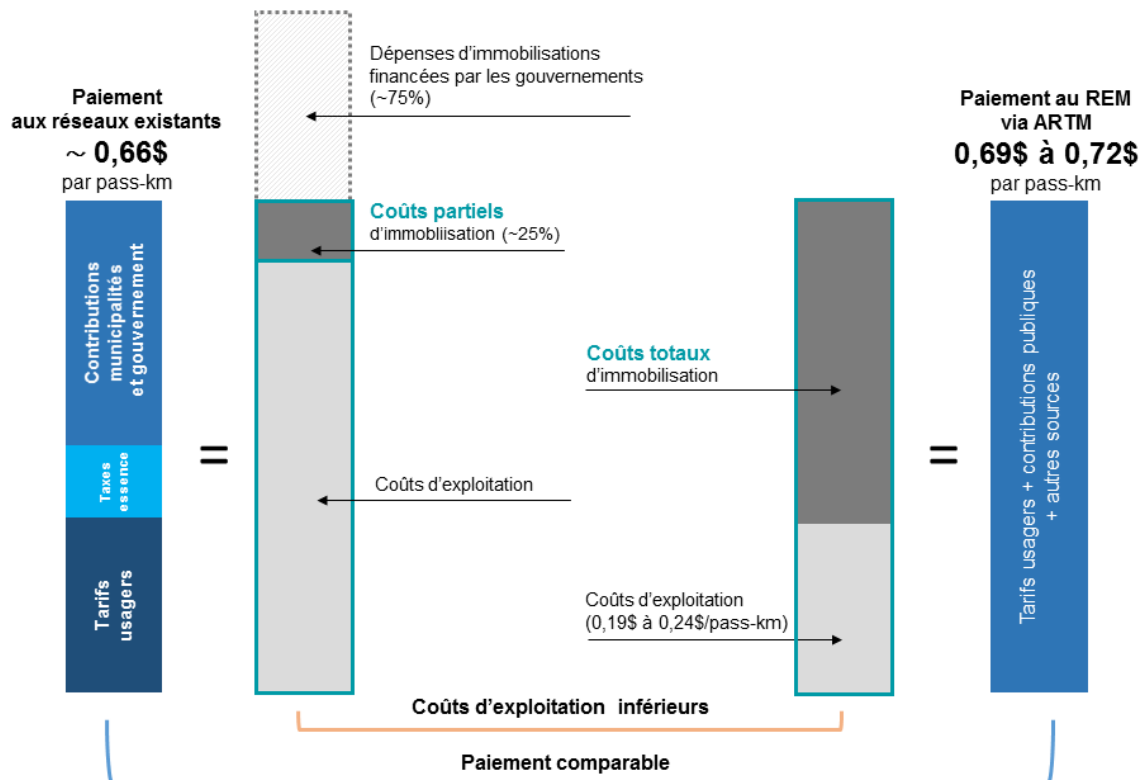 Paiement
aux réseaux existants
~ 0,66$
par pass-km
Contributions
municipalités
et gouvernement
Taxes
essence
Tarifs
usagers
=
Dépenses d'immobilisations
financées par les gouvernements
(~75%)
Coûts partiels
d'immobliisation (~25%)
Coûts d'exploitation
Coûts totaux
d'immobilisation
Coûts d'exploitation
(0,19$ à 0,24$/pass-km)
=
Paiement au REM
via ARTM
0,69$ à 0,72$
par pass-km
Tarifs usagers + contributions publiques
+ autres sources
Coûts d'exploitation inférieurs
Paiement comparable